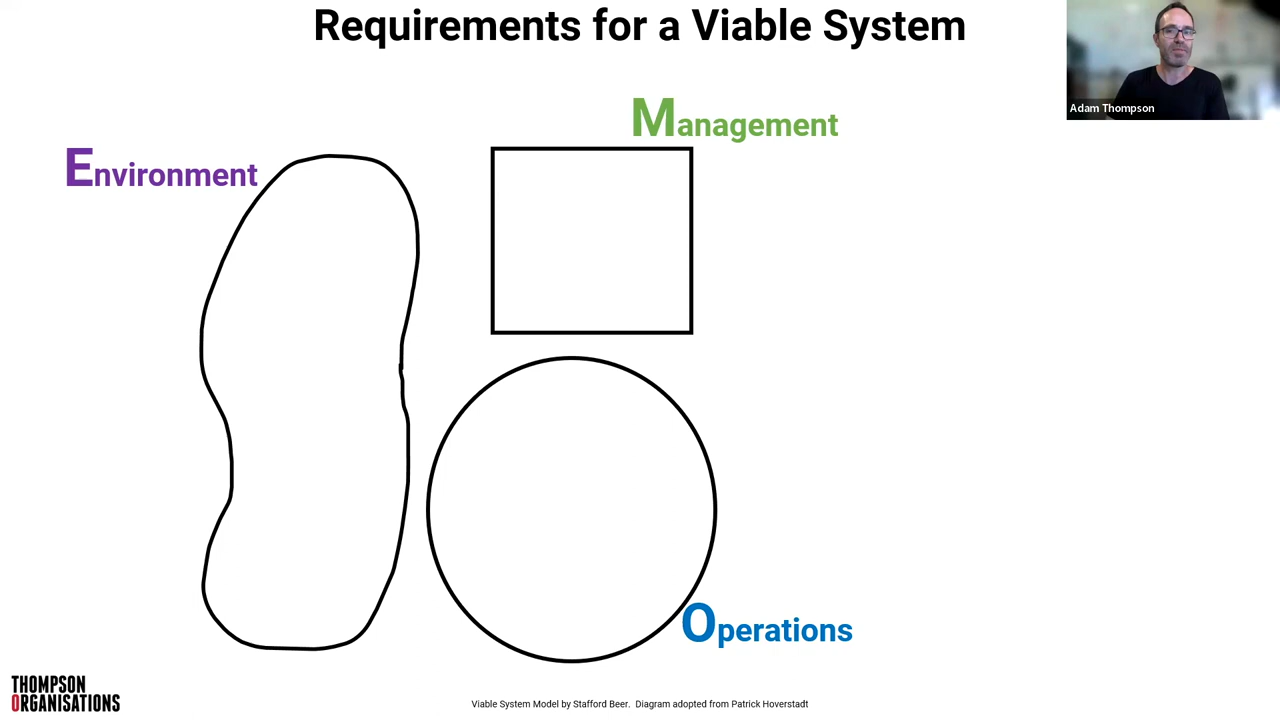 Requirements for a Viable System
Adam Thompson
Management
Environment
Operations
THOMPSON
ORGANISATIONS
Viable System Model by Stafford Beer. Diagram adopted from Patrick Hoverstadt